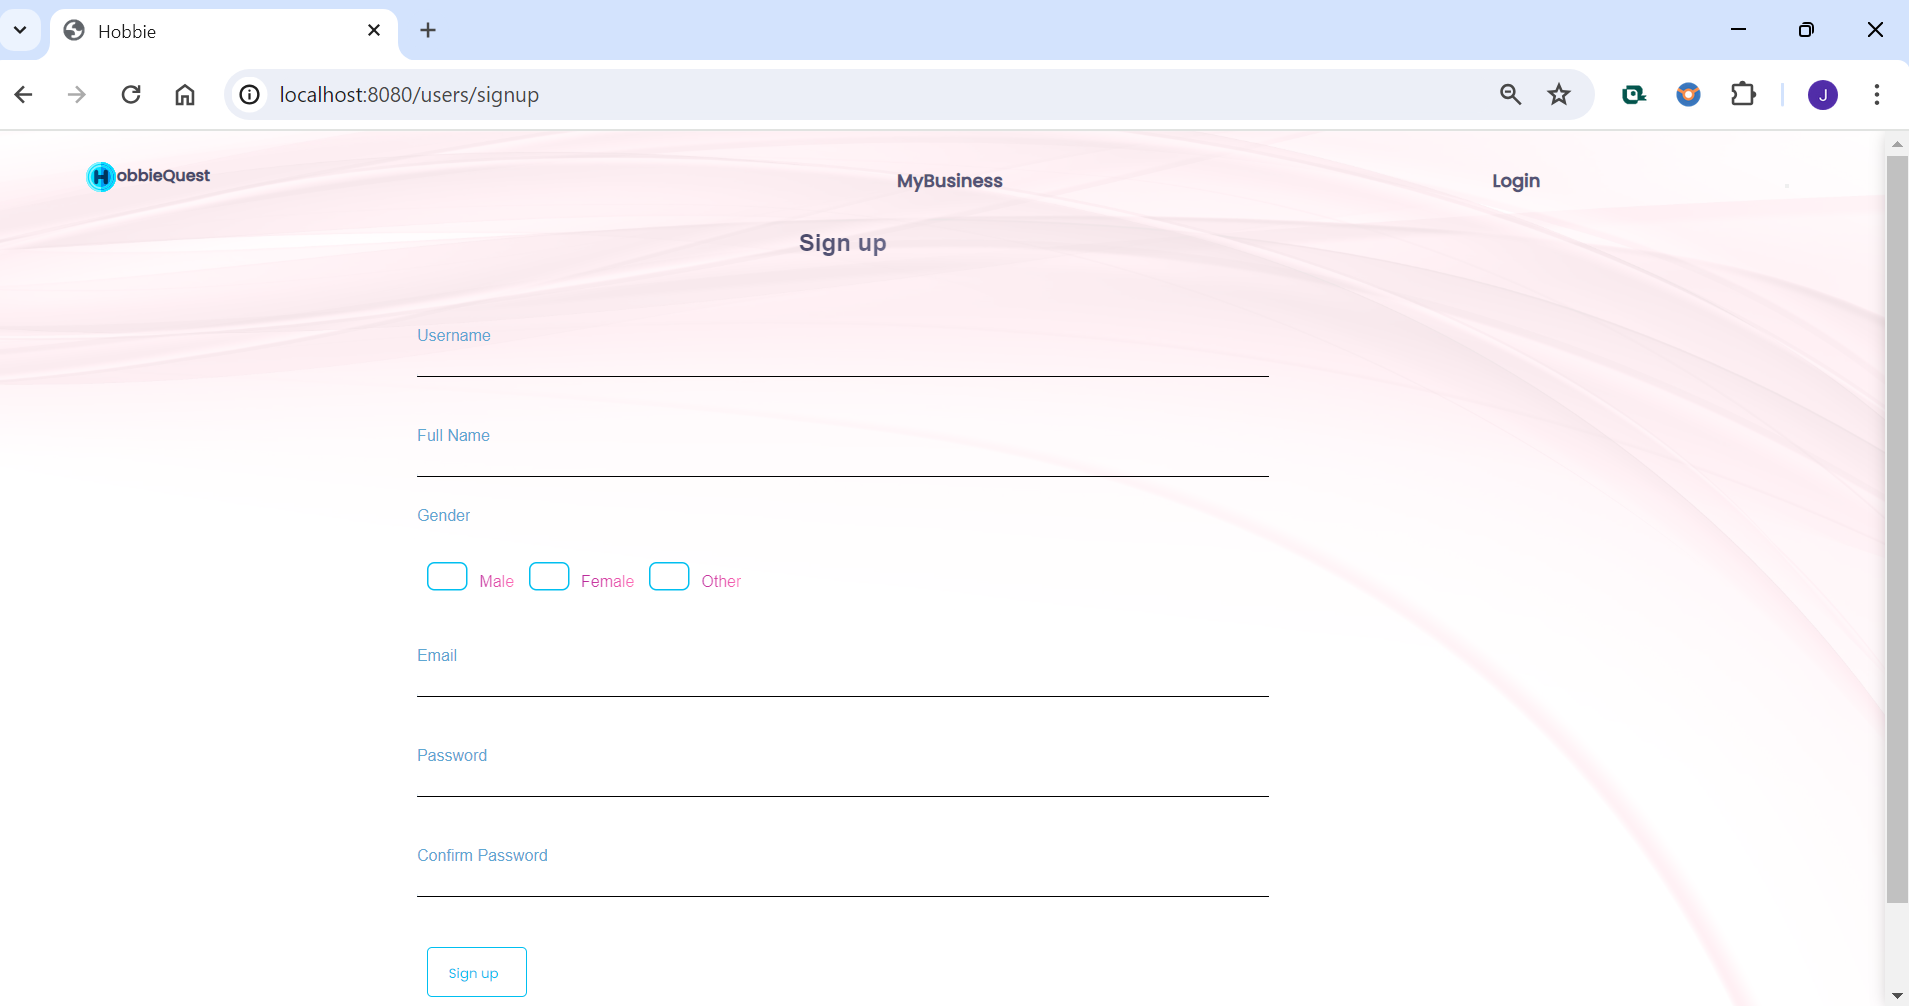 Hobbie
localhost:8080/users/signup
J
HobbieQuest
MyBusiness
Login
Sign up
Username
Full Name
Gender
Male Female Other
Email
Password
Confirm Password
Sign up